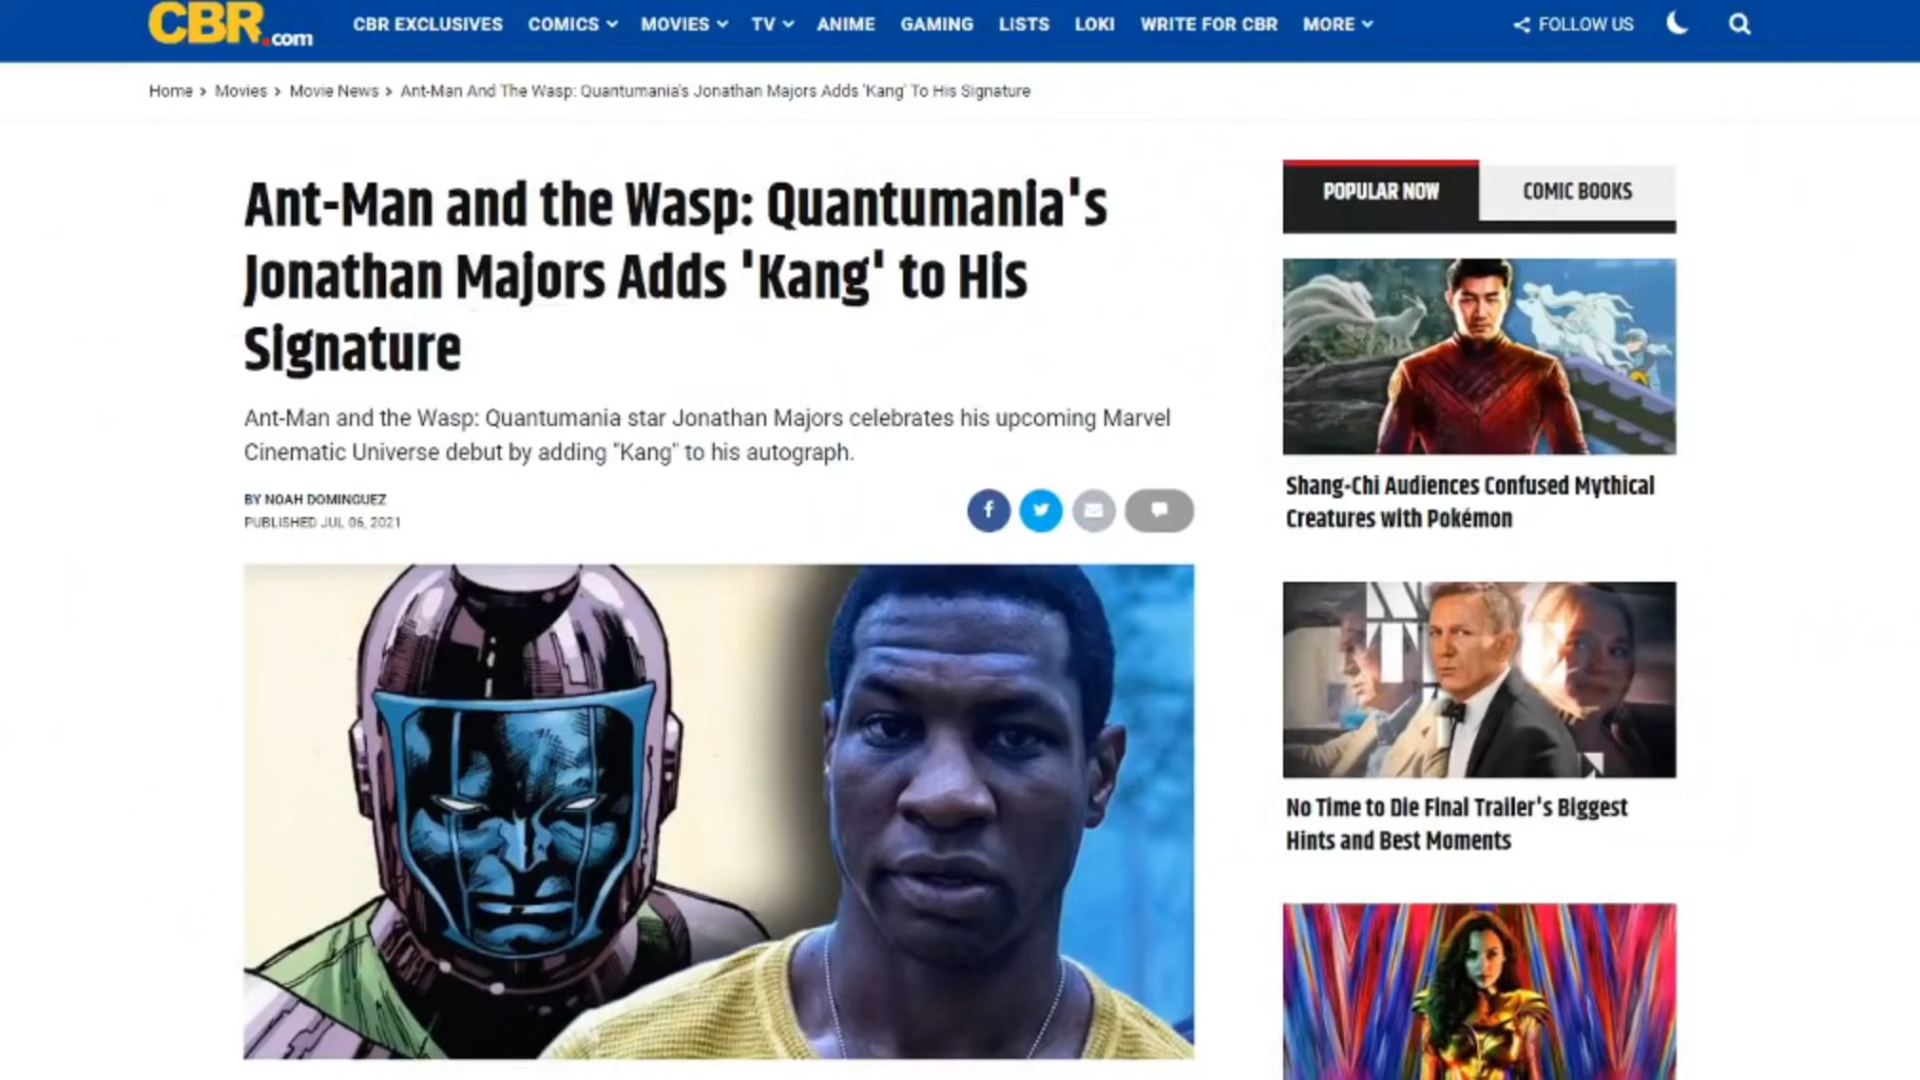 CBR.com
CBR EXCLUSIVES COMICS MOVIES TV ANIME GAMING LISTS LOKI WRITE FOR CBR MORE FOLLOW US
Home > Movies > Movie News > Ant-Man And The Wasp: Quantumania's Jonathan Majors Adds 'Kang' To His Signature
Ant-Man and the Wasp: Quantumania's
Jonathan Majors Adds 'Kang' to His
Signature
Ant-Man and the Wasp: Quantumania star Jonathan Majors celebrates his upcoming Marvel
Cinematic Universe debut by adding "Kang" to his autograph.
BY NOAH DOMINGUEZ
PUBLISHED JUL 06, 2021
POPULAR NOW COMIC BOOKS
Shang-Chi Audiences Confused Mythical
Creatures with Pokémon
No Time to Die Final Trailer's Biggest
Hints and Best Moments